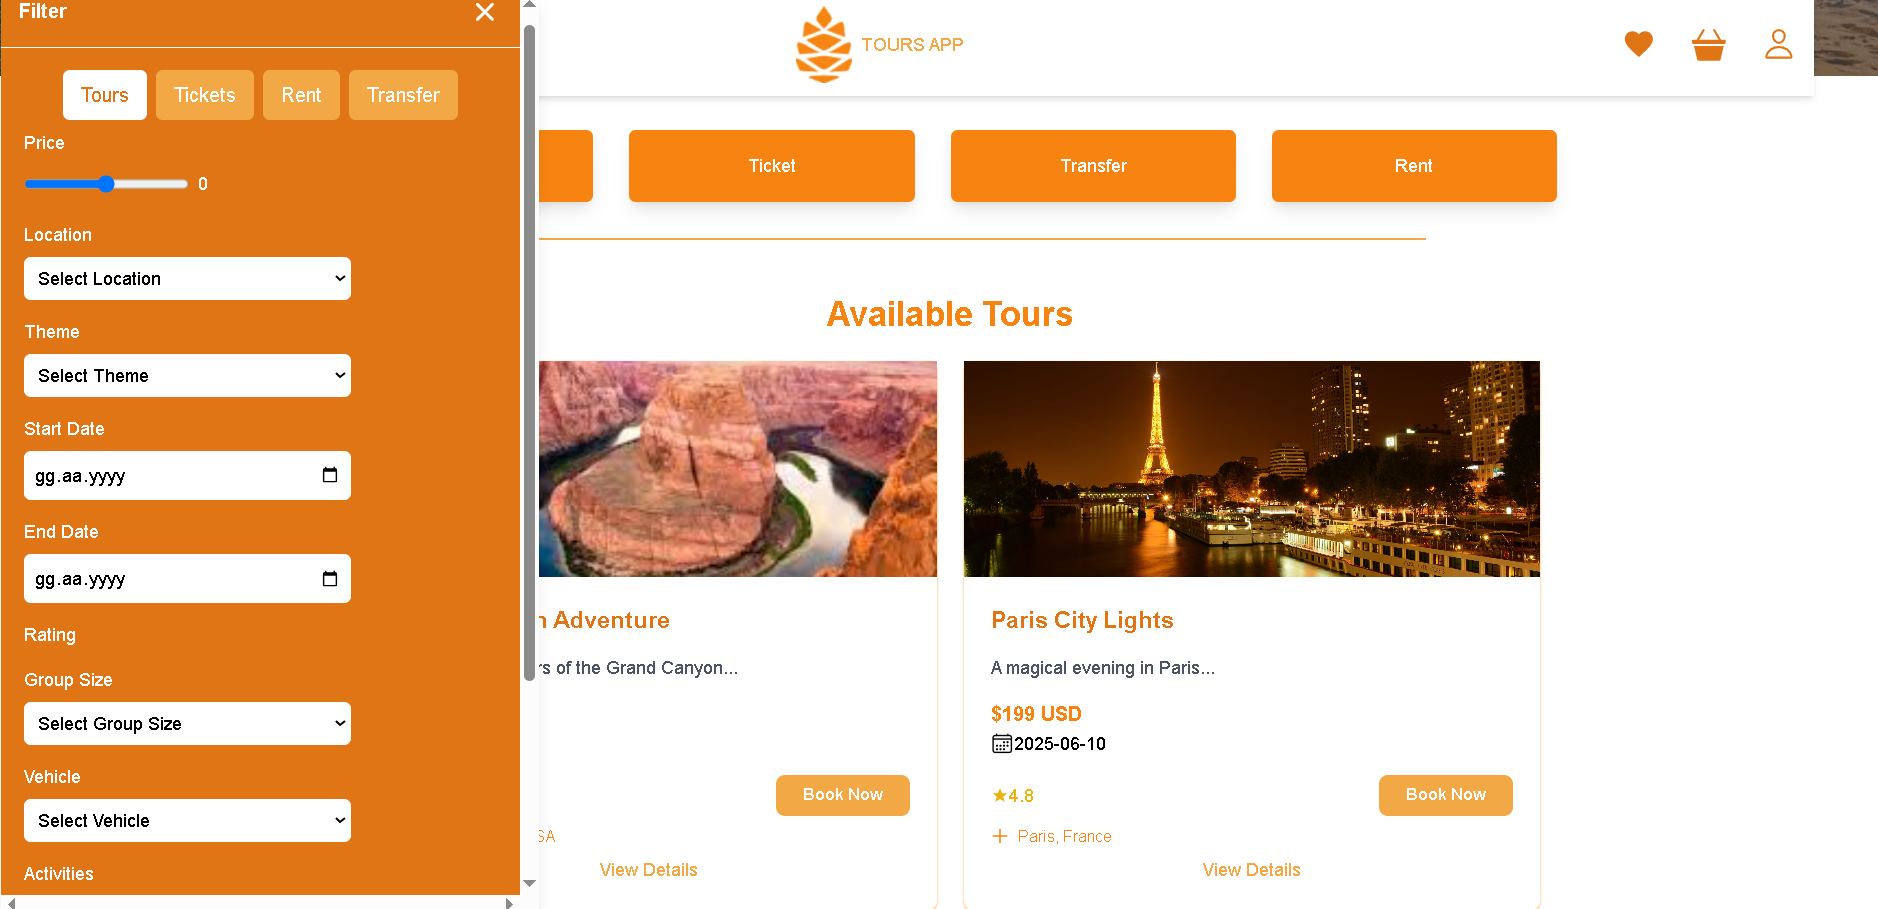 Filter
TOURS APP
Tours
Tickets
Rent
Transfer
Price
0
Location
Select Location
Theme
Select Theme
Start Date
gg.aa.yyyy
End Date
gg.aa.yyyy
Rating
Group Size
Select Group Size
Vehicle
Select Vehicle
Activities
Ticket
Transfer
Rent
Available Tours
Adventure
of the Grand Canyon...
Book Now
SA
View Details
Paris City Lights
A magical evening in Paris...
$199 USD
2025-06-10
★4.8
Book Now
Paris, France
View Details